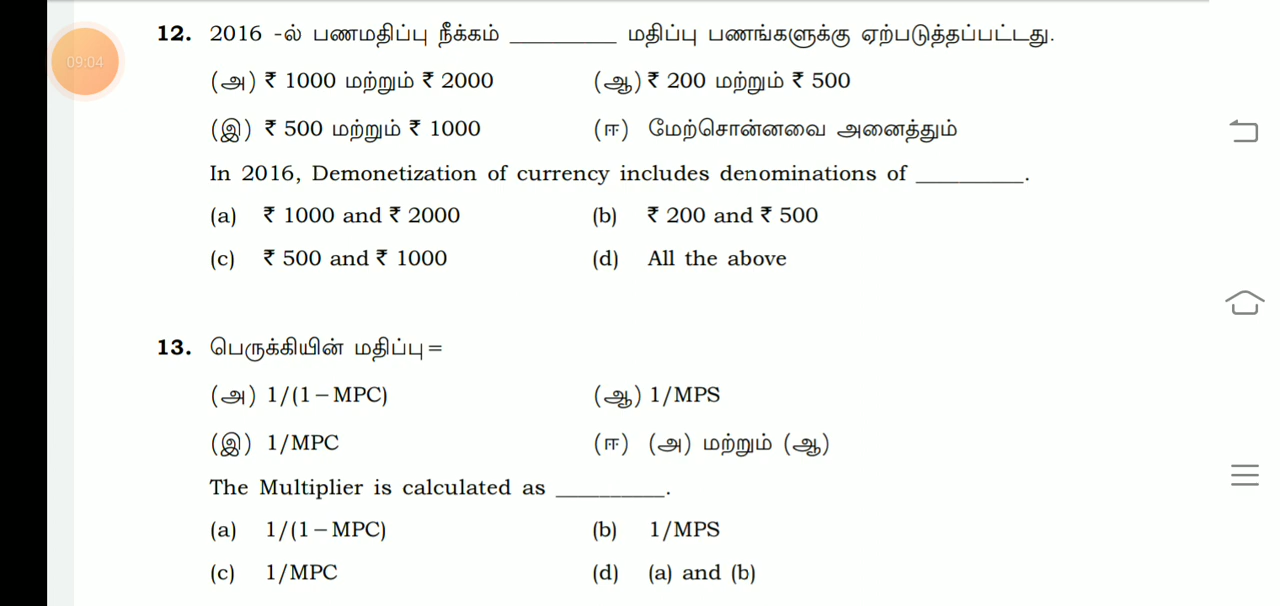 12. 2016 -ல் பணமதிப்பு நீக்கம் __________ மதிப்பு பணங்களுக்கு ஏற்படுத்தப்பட்டது.
09:04
(அ) ₹ 1000 மற்றும் ₹ 2000 (ஆ) ₹ 200 மற்றும் ₹ 500
(இ) ₹ 500 மற்றும் ₹ 1000 (ஈ) மேற்சொன்னவை அனைத்தும்
In 2016, Demonetization of currency includes denominations of __________.
(a) ₹ 1000 and ₹ 2000 (b) ₹ 200 and ₹ 500
(c) ₹ 500 and ₹ 1000 (d) All the above
13. பெருக்கியின் மதிப்பு =
(அ) 1/(1 – MPC) (ஆ) 1/MPS
(இ) 1/MPC (ஈ) (அ) மற்றும் (ஆ)
The Multiplier is calculated as __________.
(a) 1/(1 – MPC) (b) 1/MPS
(c) 1/MPC (d) (a) and (b)